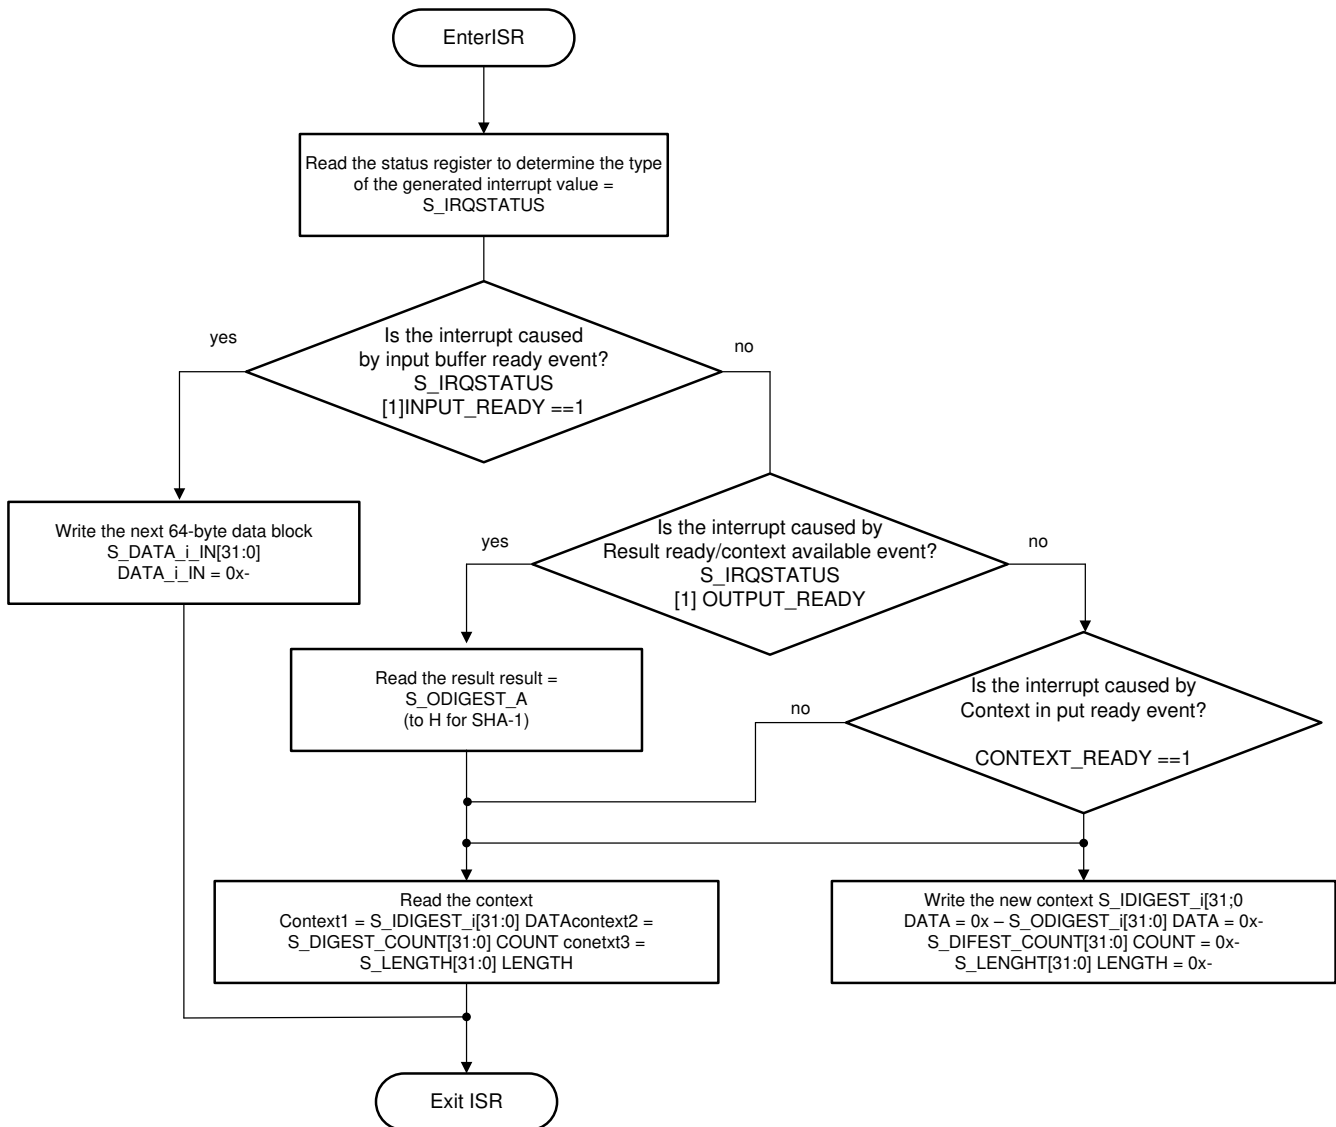 EnterISR
Read the status register to determine the type
of the generated interrupt value =
S_IRQSTATUS
Is the interrupt caused
by input buffer ready event?
S_IRQSTATUS
[1]INPUT_READY ==1
yes
no
Write the next 64-byte data block
S_DATA_i_IN[31:0]
DATA_i_IN = 0x-
Is the interrupt caused by
Result ready/context available event?
S_IRQSTATUS
[1] OUTPUT_READY
yes
no
Read the result result =
S_ODIGEST_A
(to H for SHA-1)
Is the interrupt caused by
Context in put ready event?
CONTEXT_READY ==1
no
Read the context
Context1 = S_IDIGEST_i[31:0] DATAcontext2 =
S_DIGEST_COUNT[31:0] COUNT conetxt3 =
S_LENGTH[31:0] LENGTH
Write the new context S_IDIGEST_i[31;0
DATA = 0x – S_ODIGEST_i[31:0] DATA = 0x-
S_DIFEST_COUNT[31:0] COUNT = 0x-
S_LENGHT[31:0] LENGTH = 0x-
Exit ISR